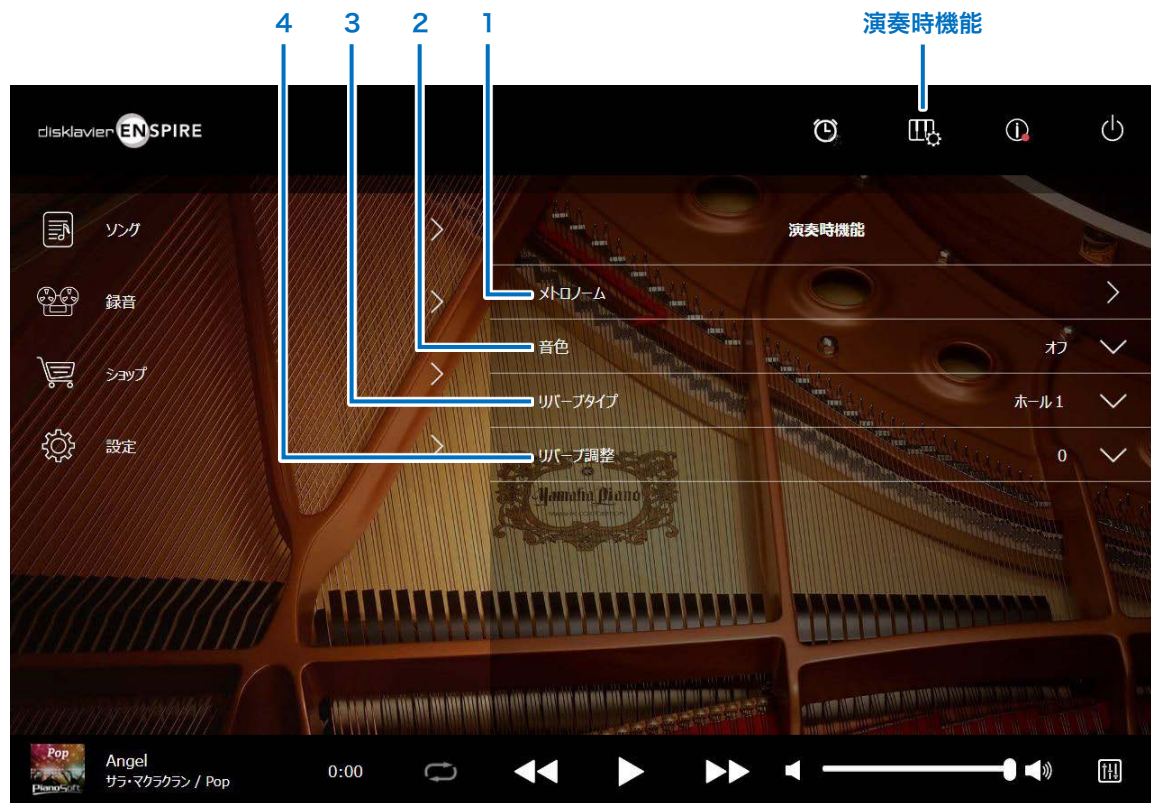 4 3 2 1 演奏時機能
disklavier ENSPIRE
ソング
演奏時機能
録音
メトロノーム
音色 オフ
ショップ
リバーブタイプ ホール 1
設定
リバーブ調整 0
Yamaha Piano
Pop
PianoSoft
Angel
サラ・マクラクラン / Pop
0:00